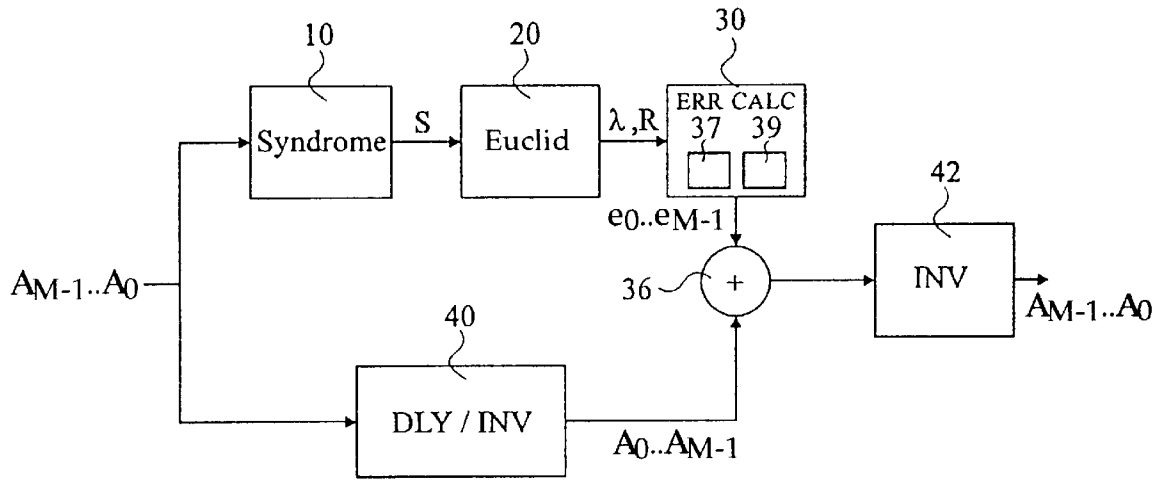 10
20
30
Syndrome
S
Euclid
λ,R
ERR CALC
37 39
e0..eM-1
42
AM-1..A0
36
+
INV
AM-1..A0
40
DLY / INV
A0..AM-1